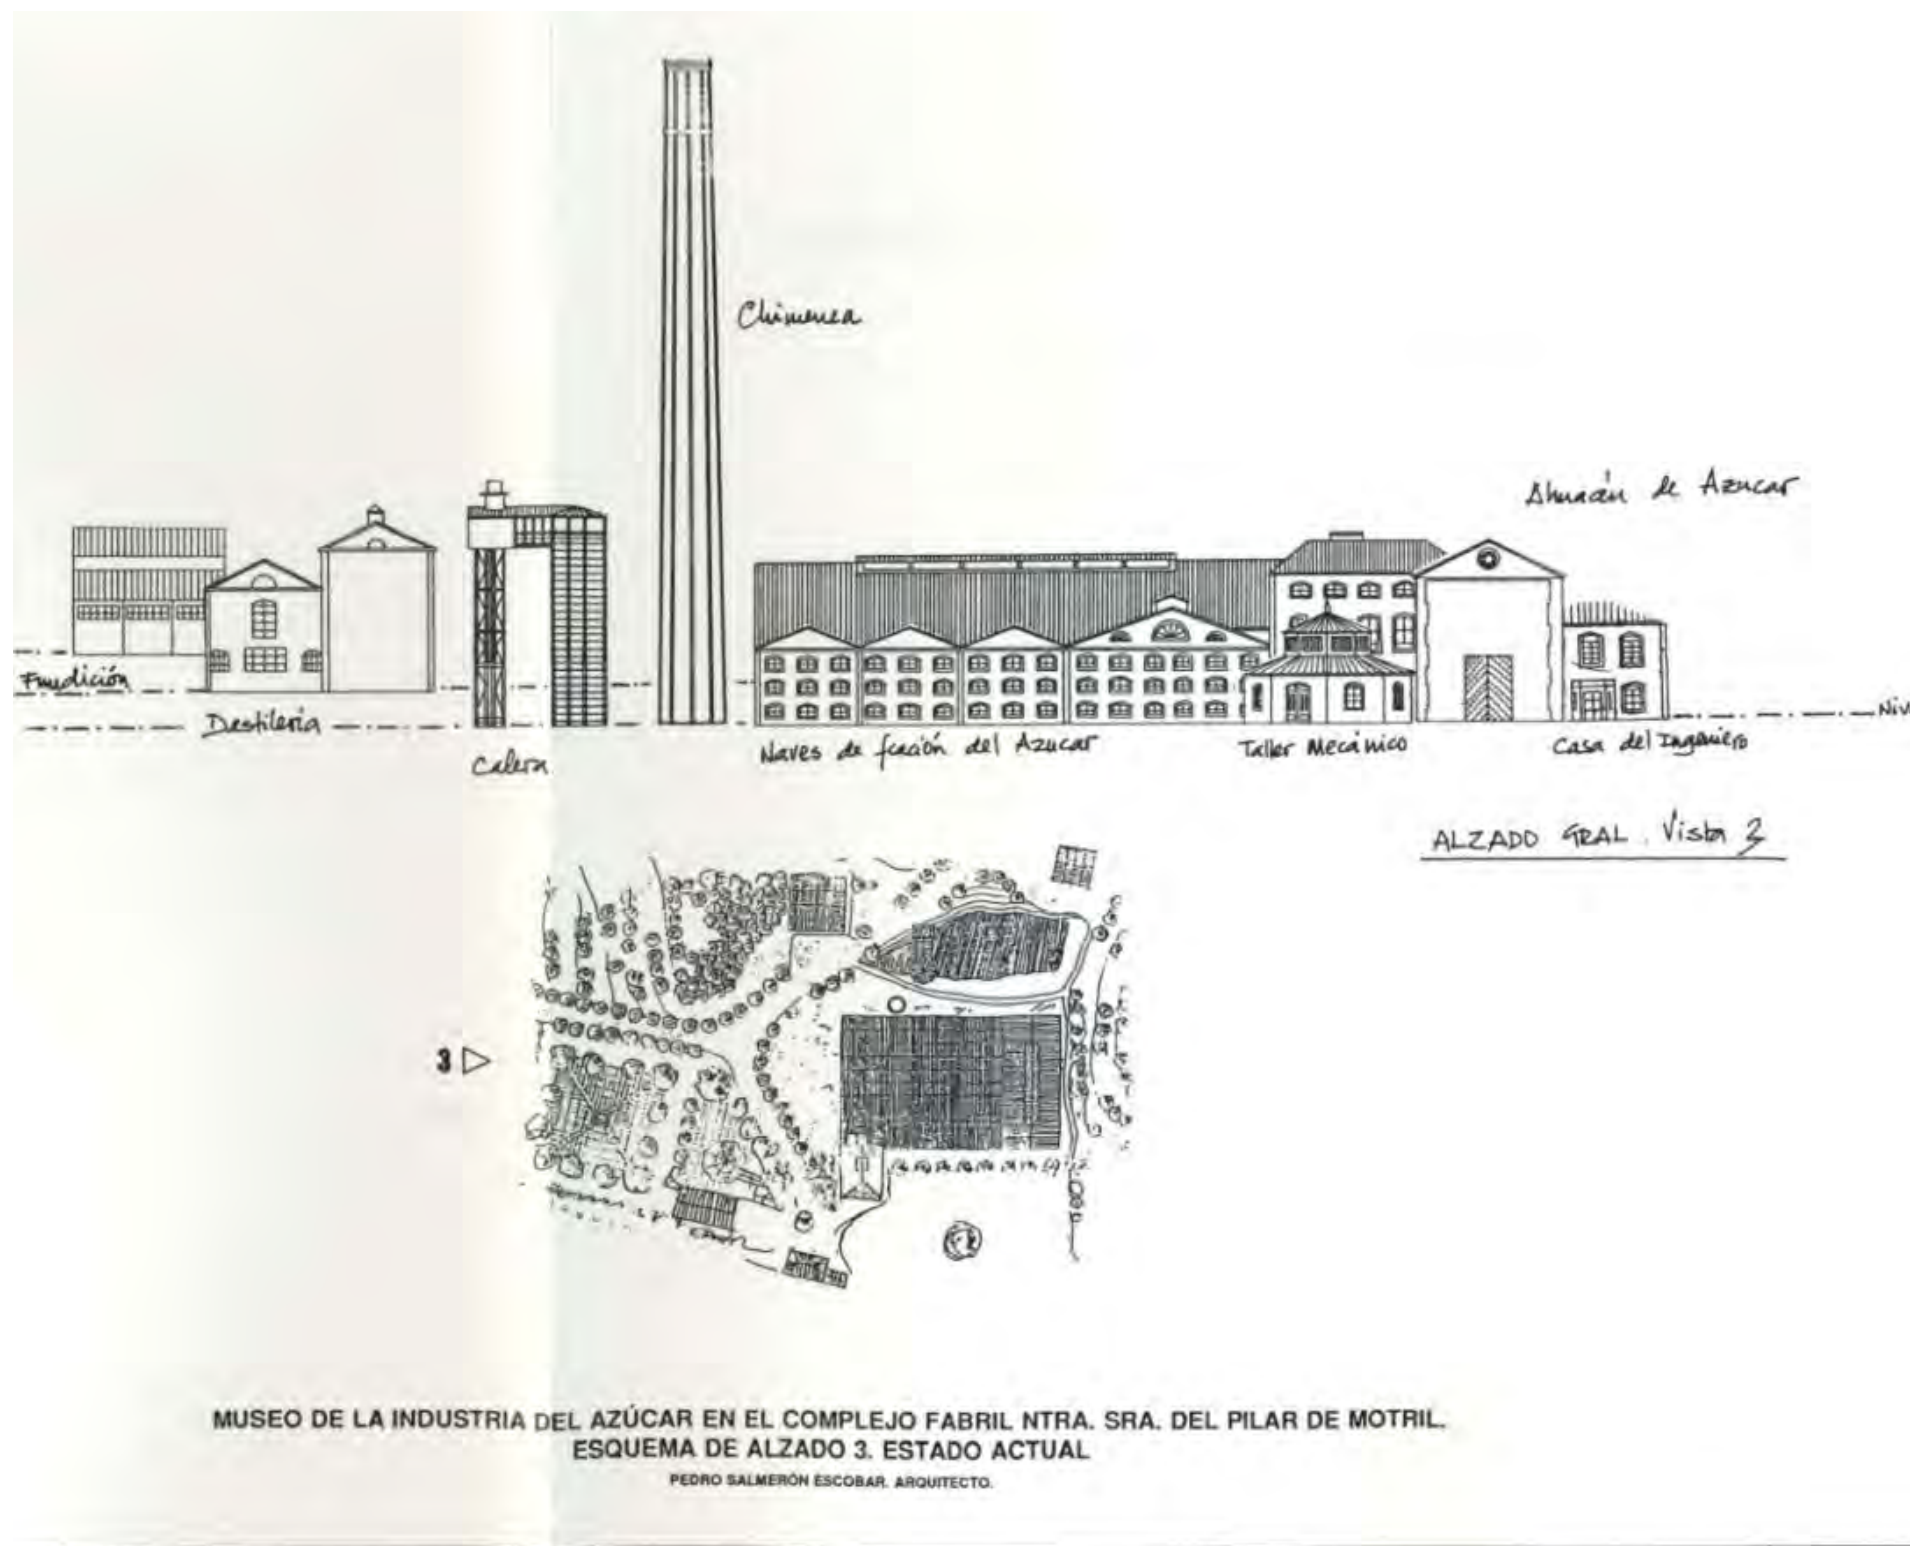 Chimenea
Almacén de Azucar
Fundición
Destilería
Calera
Naves de fcación del Azucar
Taller Mecánico
Casa del Ingeniero
Niv
ALZADO GRAL. Vista 3
3
MUSEO DE LA INDUSTRIA DEL AZÚCAR EN EL COMPLEJO FABRIL NTRA. SRA. DEL PILAR DE MOTRIL.
ESQUEMA DE ALZADO 3. ESTADO ACTUAL
PEDRO SALMERÓN ESCOBAR. ARQUITECTO.